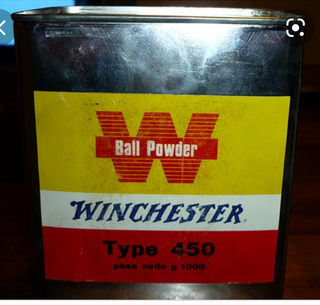 Ball Powder
WINCHESTER
Type 450
peso netto g 1000